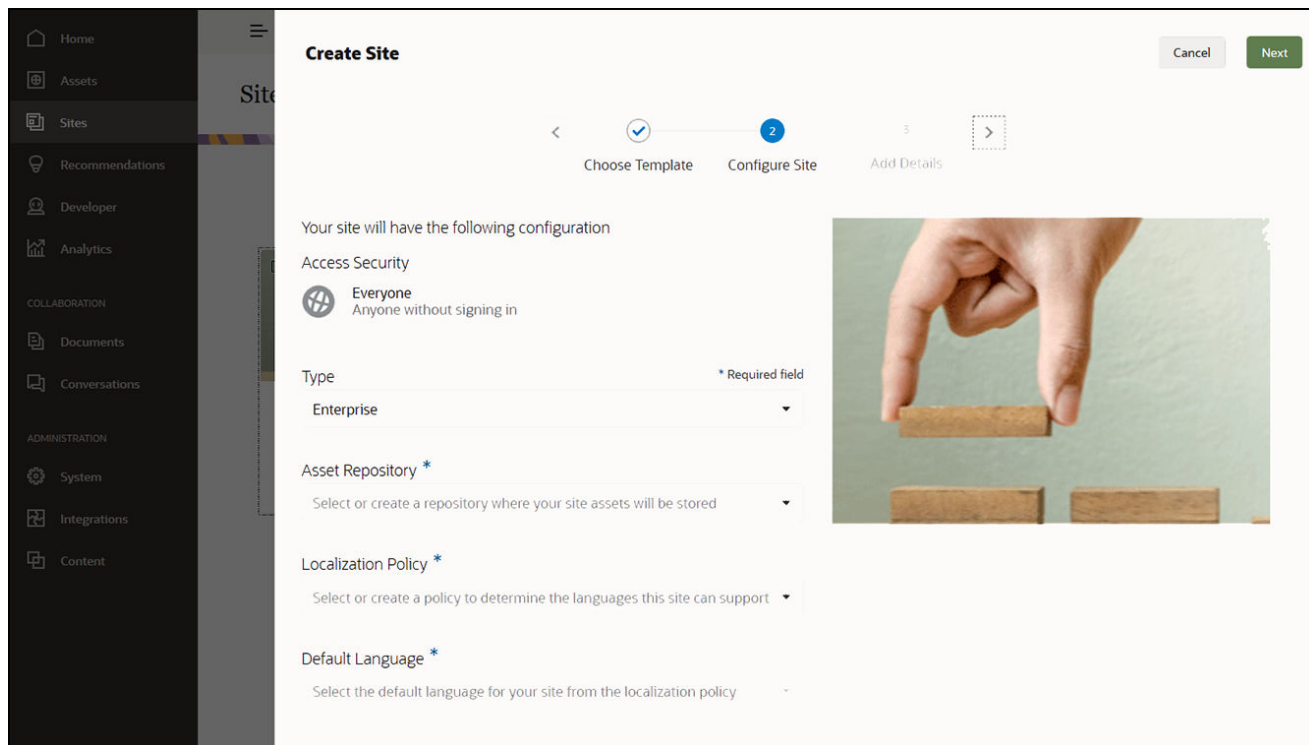 Home
Assets
Sites
Recommendations
Developer
Analytics
COLLABORATION
Documents
Conversations
ADMINISTRATION
System
Integrations
Content
Site
Create Site
Cancel
Next
2
3
Choose Template
Configure Site
Add Details
Your site will have the following configuration
Access Security
Everyone
Anyone without signing in
Type
* Required field
Enterprise
Asset Repository *
Select or create a repository where your site assets will be stored
Localization Policy *
Select or create a policy to determine the languages this site can support
Default Language *
Select the default language for your site from the localization policy